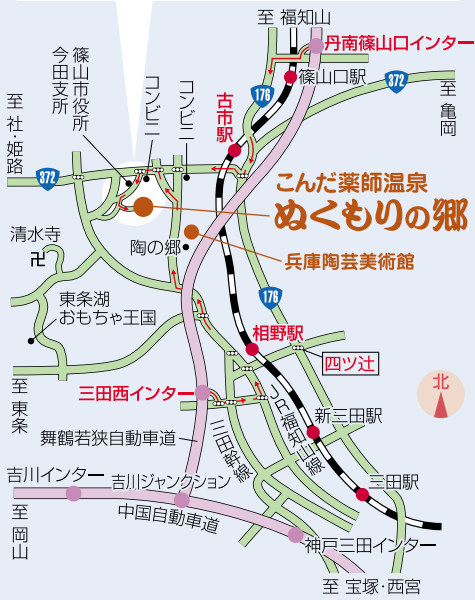 至 福知山
丹南篠山口インター
篠山口駅
372
176
至 亀岡
古市駅
コンビニ
コンビニ
篠山市役所
今田支所
至 社・姫路
372
こんだ薬師温泉
ぬくもりの郷
兵庫陶芸美術館
陶の郷
清水寺
卍
東条湖
おもちゃ王国
176
相野駅
四ツ辻
至 東条
三田西インター
北
新三田駅
JR福知山線
三田幹線
舞鶴若狭自動車道
吉川インター
吉川ジャンクション
三田駅
至 岡山
中国自動車道
神戸三田インター
至 宝塚・西宮